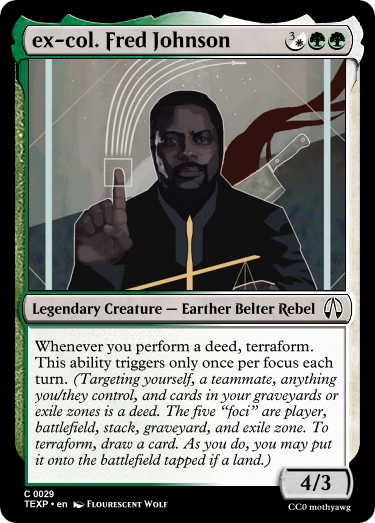 ex-col. Fred Johnson
3
Legendary Creature — Earther Belter Rebel
Whenever you perform a deed, terraform.
This ability triggers only once per focus each
turn. (Targeting yourself, a teammate, anything
you/they control, and cards in your graveyards or
exile zones is a deed. The five “foci” are player,
battlefield, stack, graveyard, and exile zone. To
terraform, draw a card. As you do, you may put
it onto the battlefield tapped if a land.)
4/3
C 0029
TEXP • en Flourescent Wolf
CC0 mothyawg